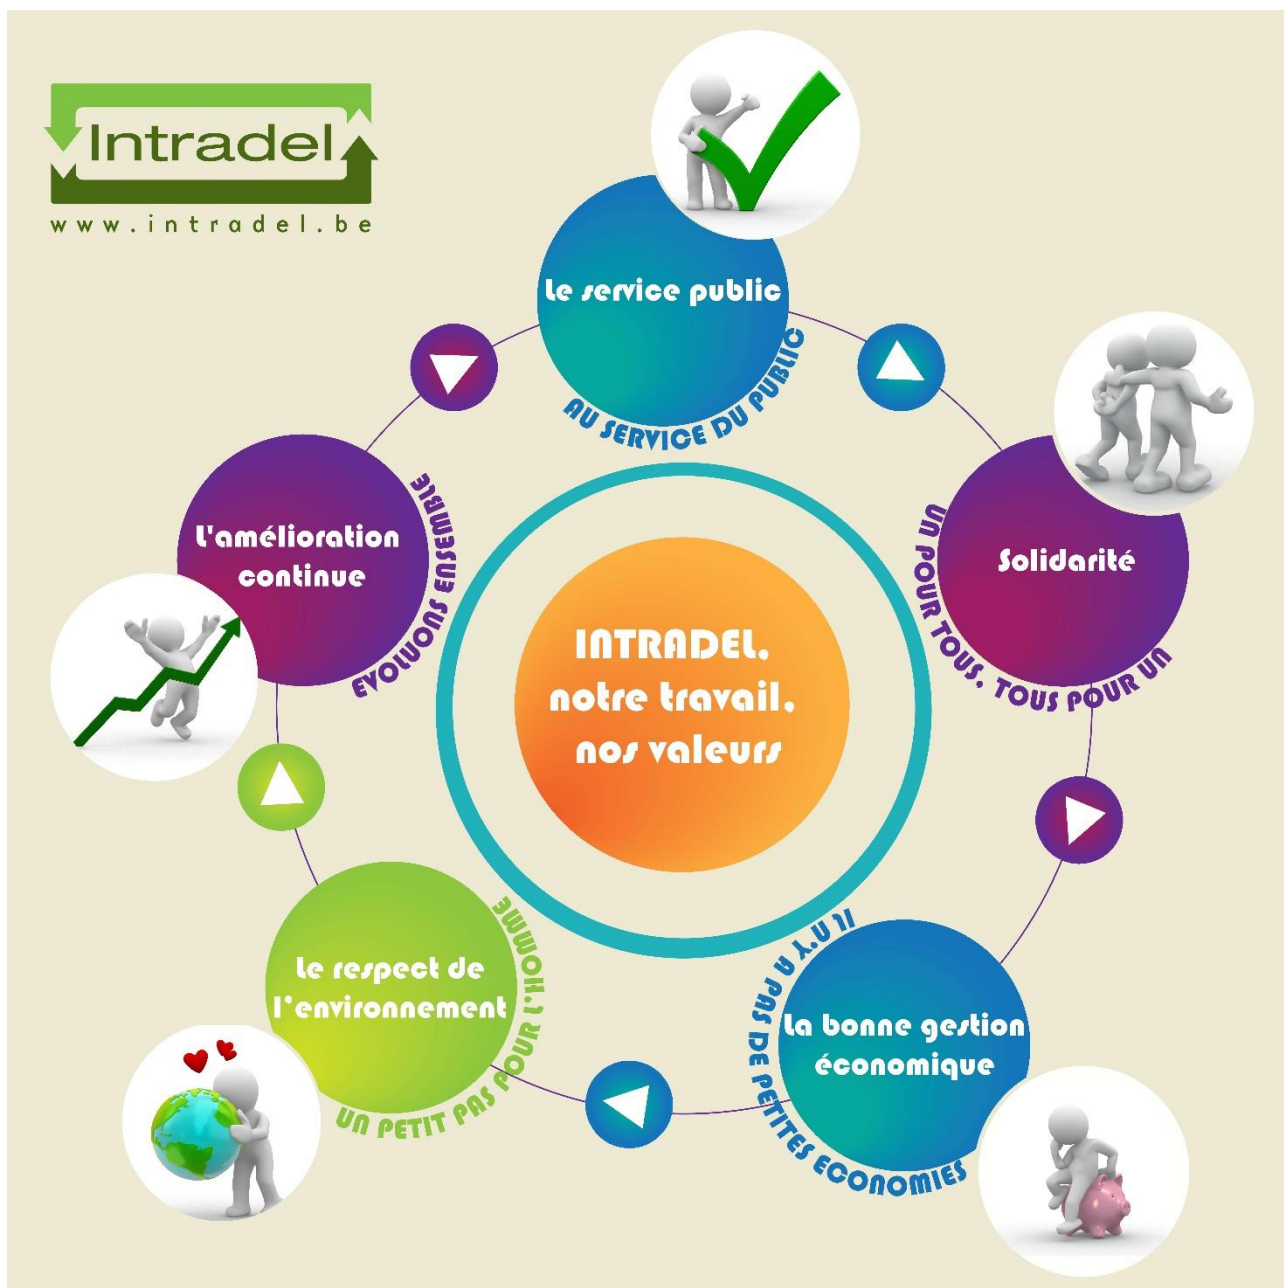 Intradel
www.intradel.be
Le service public
AU SERVICE DU PUBLIC
Solidarité
UN POUR TOUS, TOUS POUR UN
La bonne gestion
économique
IL N'Y A PAS DE PETITES ECONOMIES
Le respect de
l'environnement
UN PETIT PAS POUR L'HOMME
L'amélioration
continue
EVOLUONS ENSEMBLE
INTRADEL,
notre travail,
nos valeurs